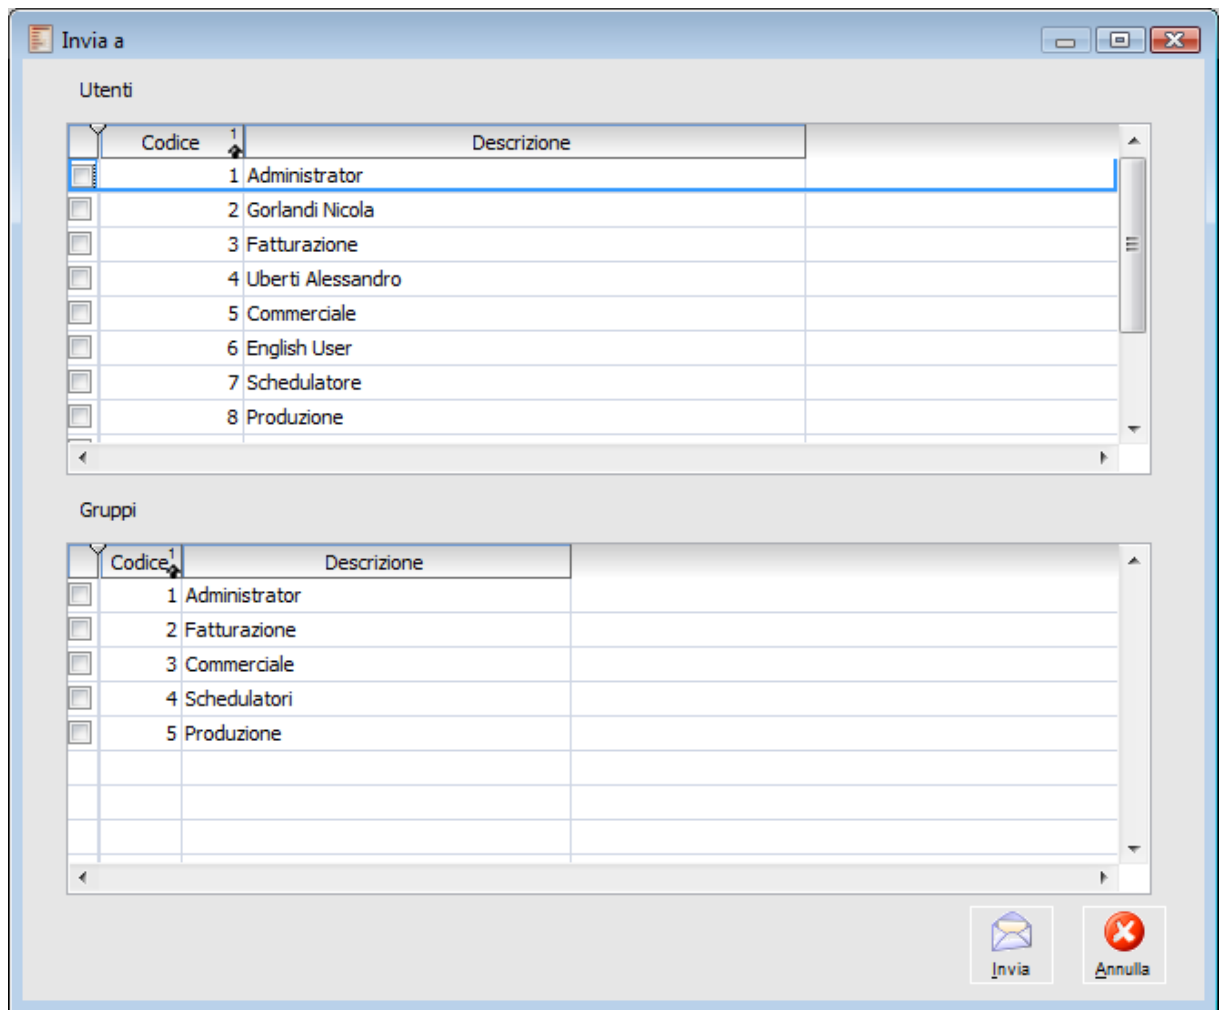 Invia a
Utenti
Codice 1 Descrizione
1 Administrator
2 Gorlandi Nicola
3 Fatturazione
4 Uberti Alessandro
5 Commerciale
6 English User
7 Schedulatore
8 Produzione
Gruppi
Codice 1 Descrizione
1 Administrator
2 Fatturazione
3 Commerciale
4 Schedulatori
5 Produzione
Invia Annulla